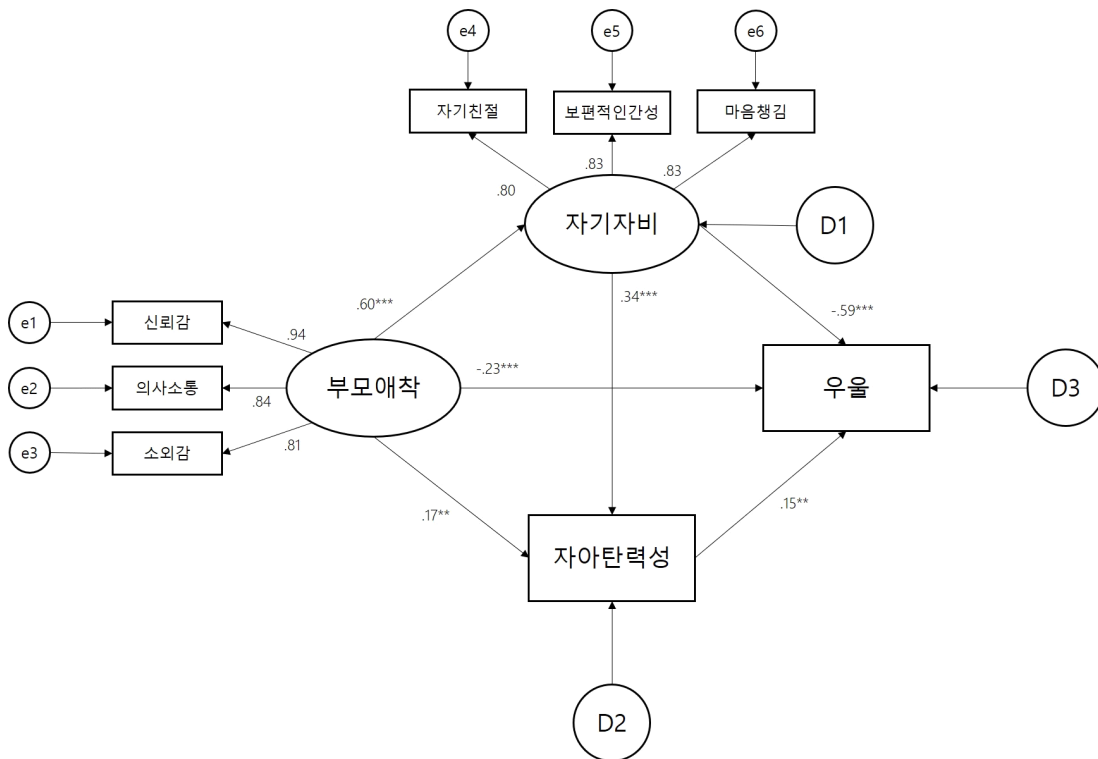 e4
e5
e6
자기친절
보편적인간성
마음챙김
.80
.83
.83
자기자비
D1
.60***
.34***
-.59***
e1
신뢰감
.94
e2
의사소통
.84
e3
소외감
.81
부모애착
-.23***
우울
D3
.17**
.15**
자아탄력성
D2